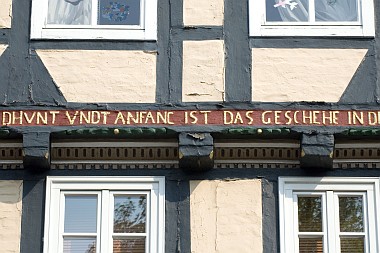 DHVNT VNDT ANFANC IST DAS GESCHEHE IN D